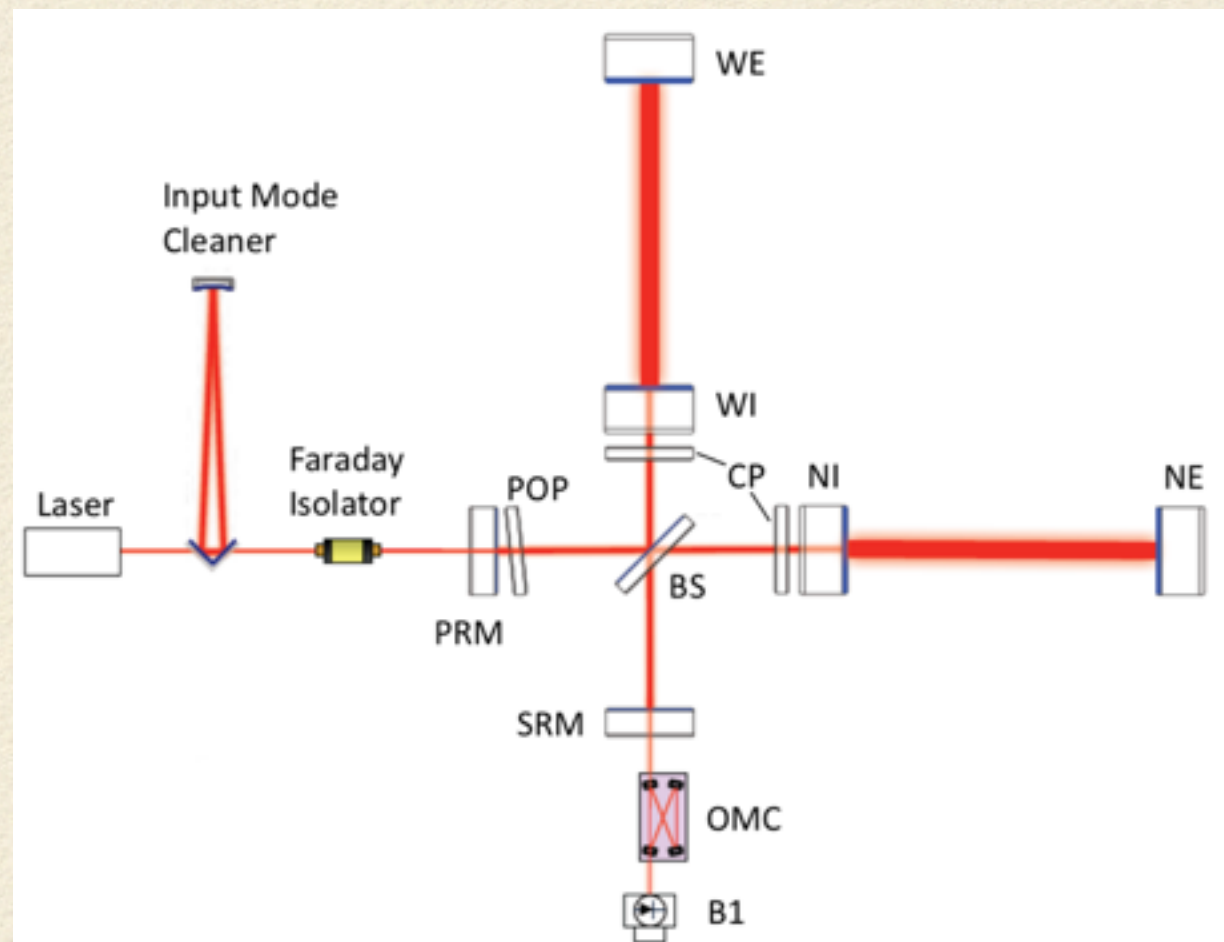 WE
Input Mode
Cleaner
WI
Faraday
Isolator
CP
NI
NE
Laser
POP
BS
PRM
SRM
OMC
B1